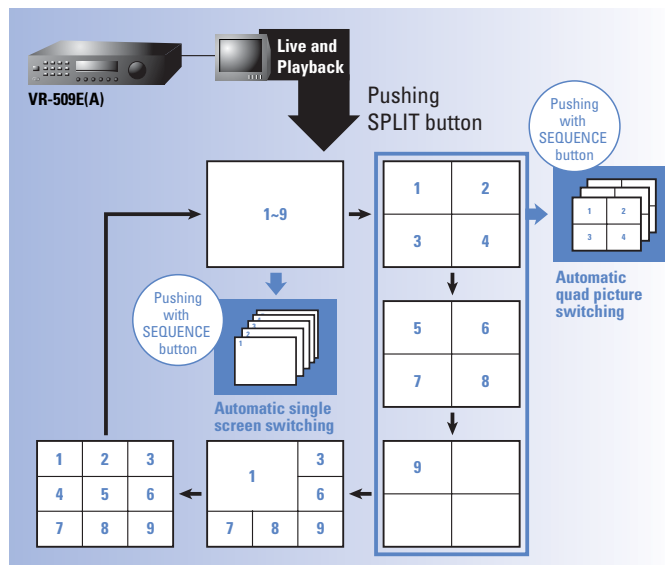 Live and
Playback
VR-509E(A)
Pushing
SPLIT button
Pushing
with
SEQUENCE
button
1~9
1 2
3 4
1 2
3 4
Automatic
quad picture
switching
Pushing
with
SEQUENCE
button
3
2
1
Automatic single
screen switching
5 6
7 8
9
1 2 3
4 5 6
7 8 9
1 3
6
7 8 9